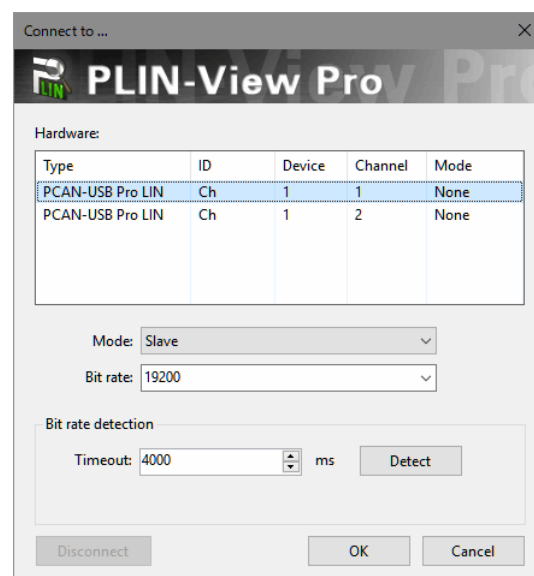 Connect to ...
PLIN-View Pro
LIN
Hardware:
Type ID Device Channel Mode
PCAN-USB Pro LIN Ch 1 1 None
PCAN-USB Pro LIN Ch 1 2 None
Mode: Slave
Bit rate: 19200
Bit rate detection
Timeout: 4000 ms Detect
Disconnect OK Cancel